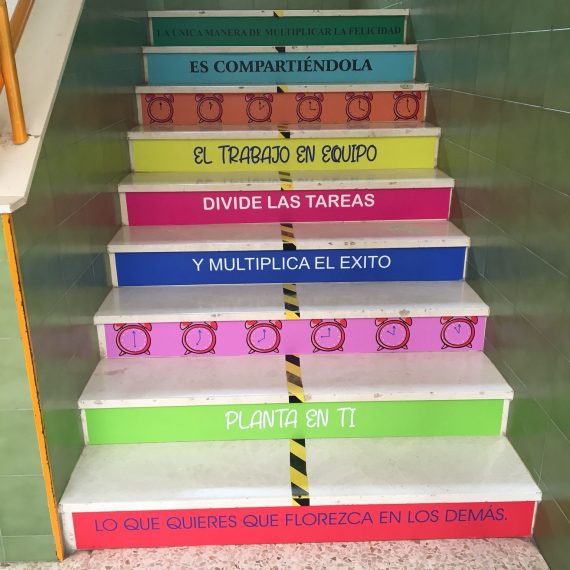 LA ÚNICA MANERA DE MULTIPLICAR LA FELICIDAD
ES COMPARTIÉNDOLA
EL TRABAJO EN EQUIPO
DIVIDE LAS TAREAS
Y MULTIPLICA EL EXITO
PLANTA EN TI
LO QUE QUIERES QUE FLOREZCA EN LOS DEMÁS.